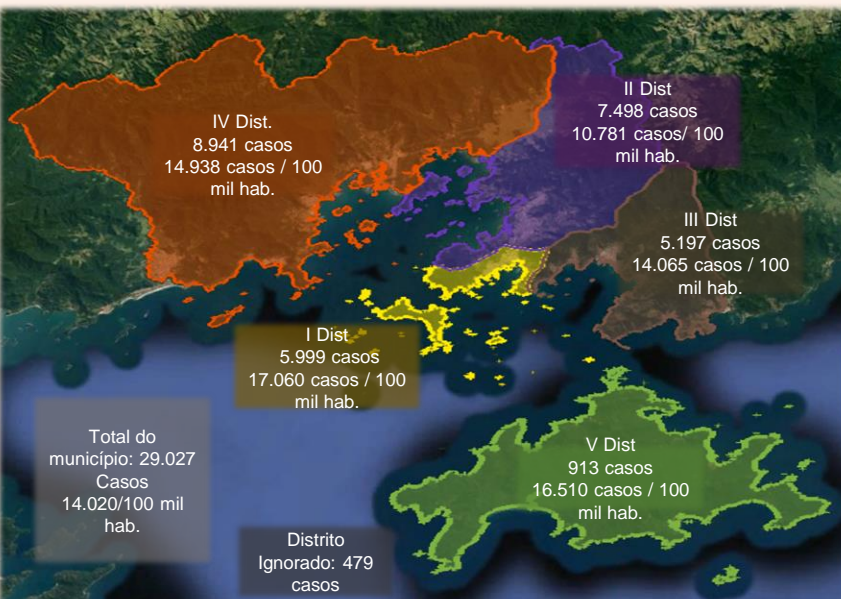 IV Dist.
8.941 casos
14.938 casos / 100
mil hab.
II Dist
7.498 casos
10.781 casos/ 100
mil hab.
III Dist
5.197 casos
14.065 casos / 100
mil hab.
I Dist
5.999 casos
17.060 casos / 100
mil hab.
V Dist
913 casos
16.510 casos / 100
mil hab.
Total do
município: 29.027
Casos
14.020/100 mil
hab.
Distrito
Ignorado: 479
casos